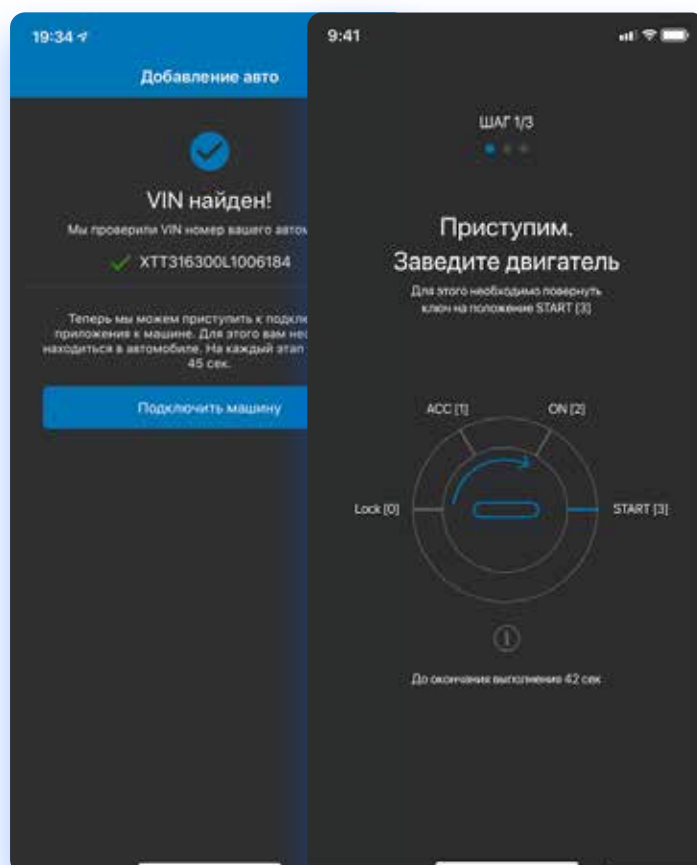 19:34
Добавление авто
VIN найден!
Мы проверили VIN номер вашего
XTT316300L1006184
Теперь мы можем приступить к
приложения к машине. Для этого вам
находиться в автомобиле. На каждый этап
45 сек.
Подключить машину
9:41
ШАГ 1/3
Приступим.
Заведите двигатель
Для этого необходимо повернуть
ключ на положение START [3]
ACC [1]
ON [2]
Lock [0]
START [3]
До окончания выполнения 42 сек